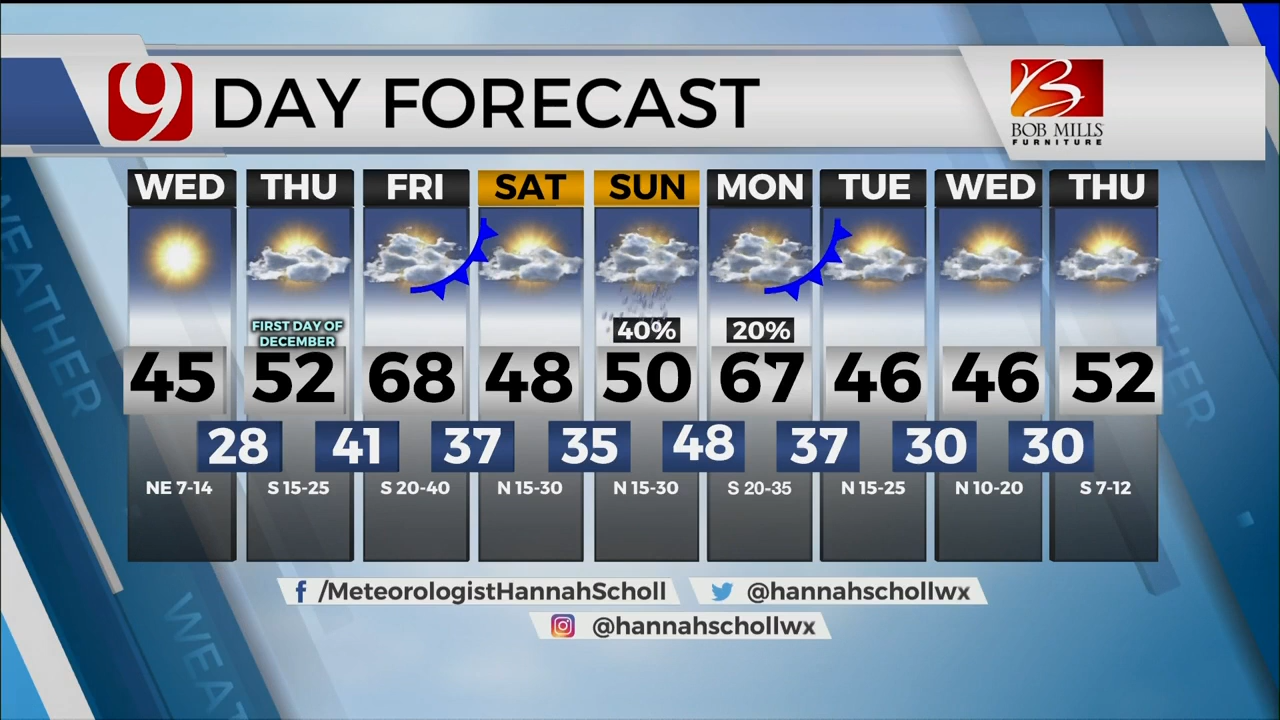 9 DAY FORECAST
BOB MILLS
FURNITURE
WED THU FRI SAT SUN MON TUE WED THU
FIRST DAY OF
DECEMBER
40% 20%
45 52 68 48 50 67 46 46 52
28 41 37 35 48 37 30 30
NE 7-14 S 15-25 S 20-40 N 15-30 N 15-30 S 20-35 N 15-25 N 10-20 S 7-12
f /MeteorologistHannahScholl @hannahschollwx
@hannahschollwx
WEATHER
WEATHER
WEAT